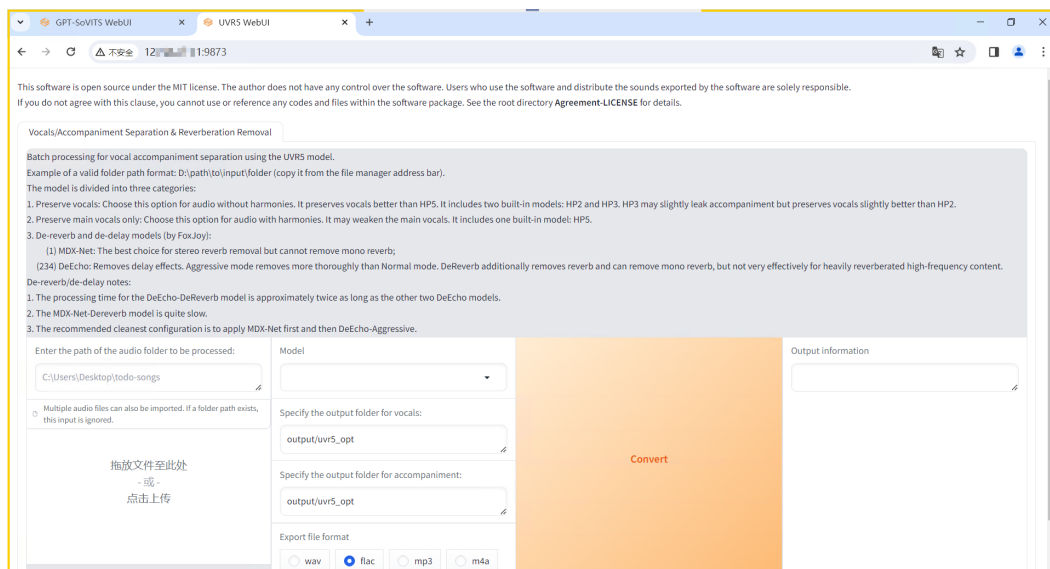 GPT-SoVITS WebUI
UVR5 WebUI
不安全
12
1:9873
This software is open source under the MIT license. The author does not have any control over the software. Users who use the software and distribute the sounds exported by the software are solely responsible.
If you do not agree with this clause, you cannot use or reference any codes and files within the software package. See the root directory Agreement-LICENSE for details.
Vocals/Accompaniment Separation & Reverberation Removal
Batch processing for vocal accompaniment separation using the UVR5 model.
Example of a valid folder path format: D:\path\to\input\folder (copy it from the file manager address bar).
The model is divided into three categories:
1. Preserve vocals: Choose this option for audio without harmonies. It preserves vocals better than HP5. It includes two built-in models: HP2 and HP3. HP3 may slightly leak accompaniment but preserves vocals slightly better than HP2.
2. Preserve main vocals only: Choose this option for audio with harmonies. It may weaken the main vocals. It includes one built-in model: HP5.
3. De-reverb and de-delay models (by FoxJoy):
(1) MDX-Net: The best choice for stereo reverb removal but cannot remove mono reverb;
(234) DeEcho: Removes delay effects. Aggressive mode removes more thoroughly than Normal mode. DeReverb additionally removes reverb and can remove mono reverb, but not very effectively for heavily reverberated high-frequency content.
De-reverb/de-delay notes:
1. The processing time for the DeEcho-DeReverb model is approximately twice as long as the other two DeEcho models.
2. The MDX-Net-Dereverb model is quite slow.
3. The recommended cleanest configuration is to apply MDX-Net first and then DeEcho-Aggressive.
Enter the path of the audio folder to be processed:
C:\Users\Desktop\todo-songs
Multiple audio files can also be imported. If a folder path exists,
this input is ignored.
拖放文件至此处
- 或 -
点击上传
Model
Specify the output folder for vocals:
output/uvr5_opt
Specify the output folder for accompaniment:
output/uvr5_opt
Export file format
wav
flac
mp3
m4a
Convert
Output information